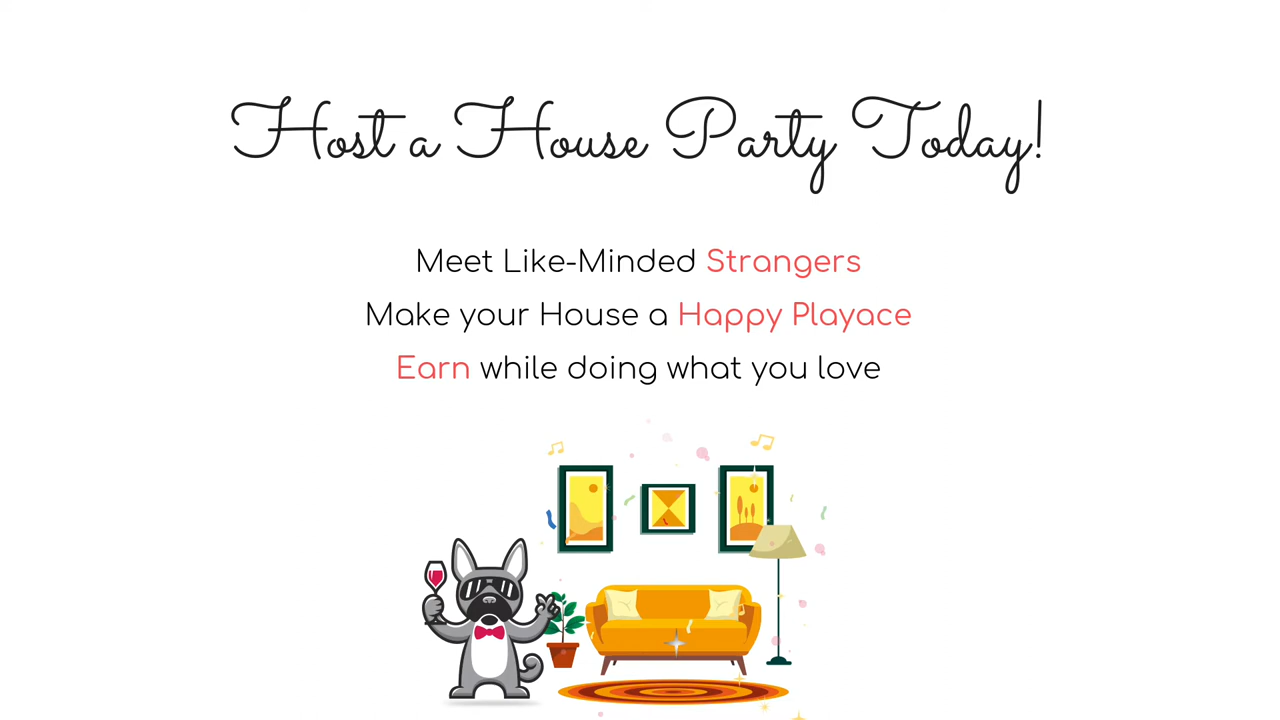 Host a House Party Today!
Meet Like-Minded Strangers
Make your House a Happy Playace
Earn while doing what you love